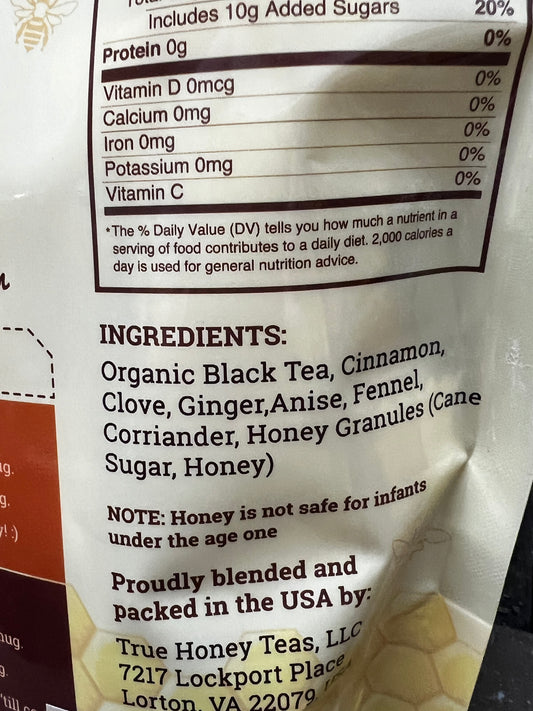 Includes 10g Added Sugars 20%
Protein 0g 0%
Vitamin D 0mcg 0%
Calcium 0mg 0%
Iron 0mg 0%
Potassium 0mg 0%
Vitamin C 0%
*The % Daily Value (DV) tells you how much a nutrient in a
serving of food contributes to a daily diet. 2,000 calories a
day is used for general nutrition advice.
INGREDIENTS:
Organic Black Tea, Cinnamon,
Clove, Ginger,Anise, Fennel,
Corriander, Honey Granules (Cane
Sugar, Honey)
NOTE: Honey is not safe for infants
under the age one
Proudly blended and
packed in the USA by:
True Honey Teas, LLC
7217 Lockport Place
Lorton, VA 22079